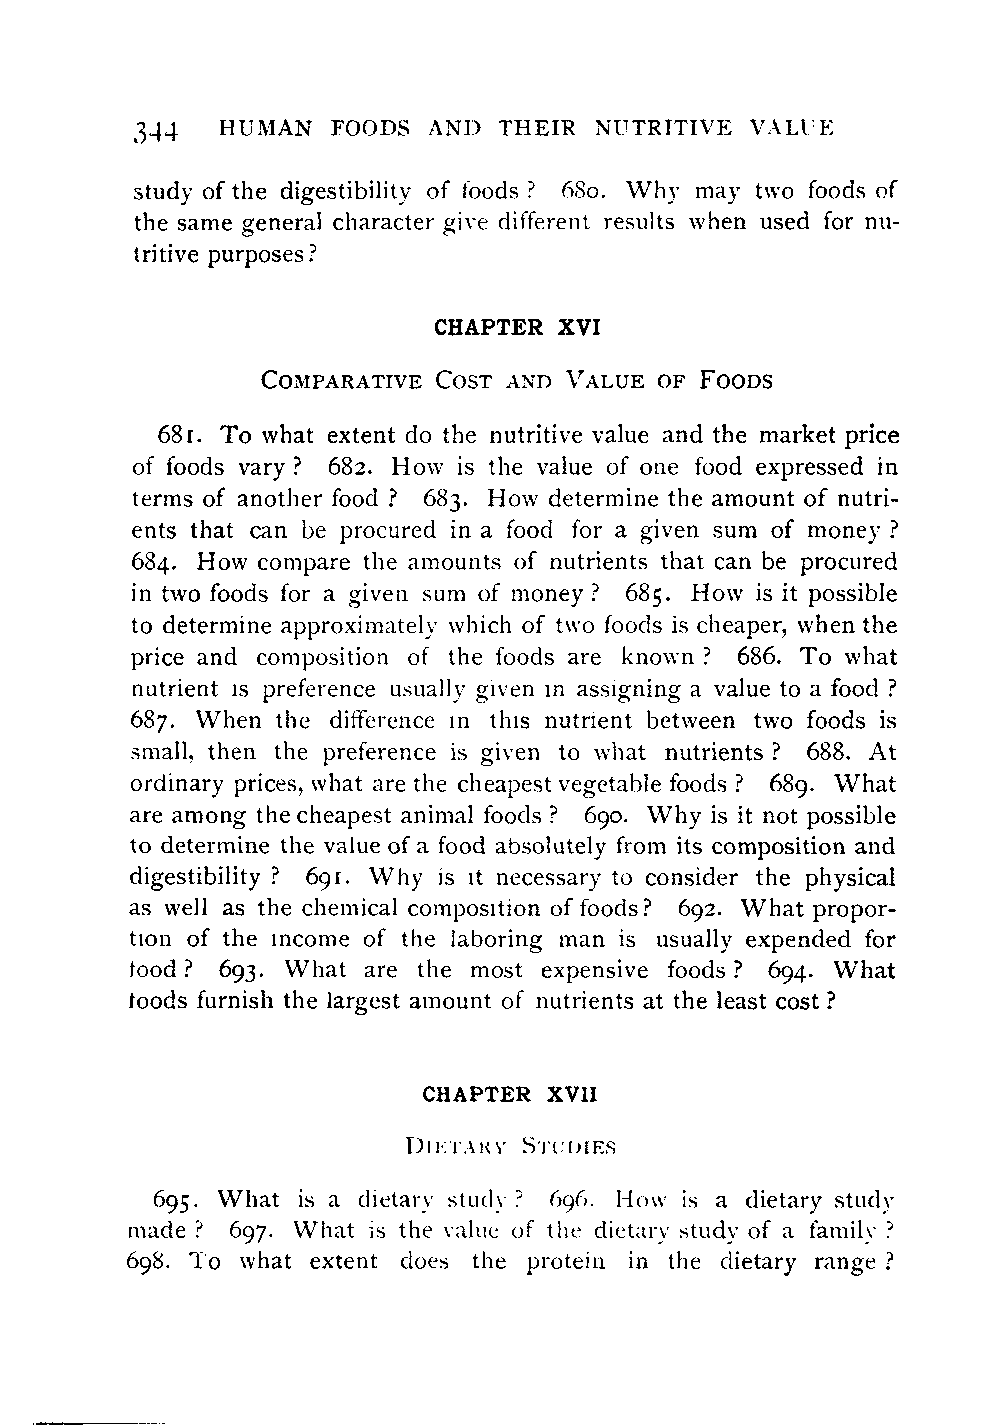 344 HUMAN FOODS AND THEIR NUTRITIVE VALUE
study of the digestibility of foods? 680. Why may two foods of
the same general character give different results when used for nu-
tritive purposes?
CHAPTER XVI
COMPARATIVE COST AND VALUE OF FOODS
681. To what extent do the nutritive value and the market price
of foods vary? 682. How is the value of one food expressed in
terms of another food? 683. How determine the amount of nutri-
ents that can be procured in a food for a given sum of money?
684. How compare the amounts of nutrients that can be procured
in two foods for a given sum of money? 685. How is it possible
to determine approximately which of two foods is cheaper, when the
price and composition of the foods are known? 686. To what
nutrient is preference usually given in assigning a value to a food?
687. When the difference in this nutrient between two foods is
small, then the preference is given to what nutrients? 688. At
ordinary prices, what are the cheapest vegetable foods? 689. What
are among the cheapest animal foods? 690. Why is it not possible
to determine the value of a food absolutely from its composition and
digestibility? 691. Why is it necessary to consider the physical
as well as the chemical composition of foods? 692. What propor-
tion of the income of the laboring man is usually expended for
food? 693. What are the most expensive foods? 694. What
foods furnish the largest amount of nutrients at the least cost?
CHAPTER XVII
DIETARY STUDIES
695. What is a dietary study? 696. How is a dietary study
made? 697. What is the value of the dietary study of a family?
698. To what extent does the protein in the dietary range?